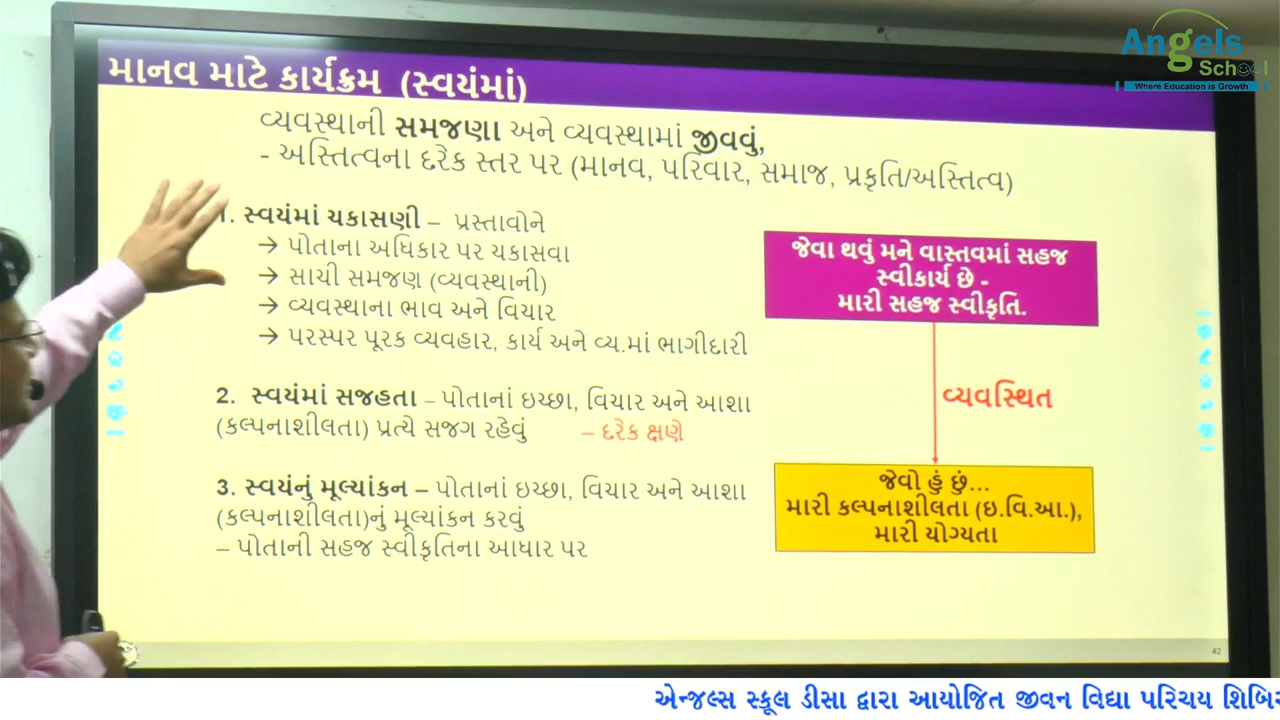 Angels
School
Where Education is Growth
માનવ માટે કાર્યક્રમ (સ્વયંમાં)
વ્યવસ્થાની સમજણા અને વ્યવસ્થામાં જીવવું,
- અસ્તિત્વના દરેક સ્તર પર (માનવ, પરિવાર, સમાજ, પ્રકૃતિ/અસ્તિત્વ)
1. સ્વયંમાં ચકાસણી – પ્રસ્તાવોને
→ પોતાના અધિકાર પર ચકાસવા
→ સાચી સમજણ (વ્યવસ્થાની)
→ વ્યવસ્થાના ભાવ અને વિચાર
→ પરસ્પર પૂરક વ્યવહાર, કાર્ય અને વ્ય.માં ભાગીદારી
2. સ્વયંમાં સજહતા – પોતાનાં ઇચ્છા, વિચાર અને આશા
(કલ્પનાશીલતા) પ્રત્યે સજગ રહેવું – દરેક ક્ષણે
3. સ્વયંનું મૂલ્યાંકન – પોતાનાં ઇચ્છા, વિચાર અને આશા
(કલ્પનાશીલતા)નું મૂલ્યાંકન કરવું
– પોતાની સહજ સ્વીકૃતિના આધાર પર
જેવા થવું મને વાસ્તવમાં સહજ
સ્વીકાર્ય છે -
મારી સહજ સ્વીકૃતિ.
વ્યવસ્થિત
જેવો હું છું...
મારી કલ્પનાશીલતા (ઇ.વિ.આ.),
મારી યોગ્યતા
42
એન્જલ્સ સ્કૂલ ડીસા દ્વારા આયોજિત જીવન વિદ્યા પરિચય શિબિર